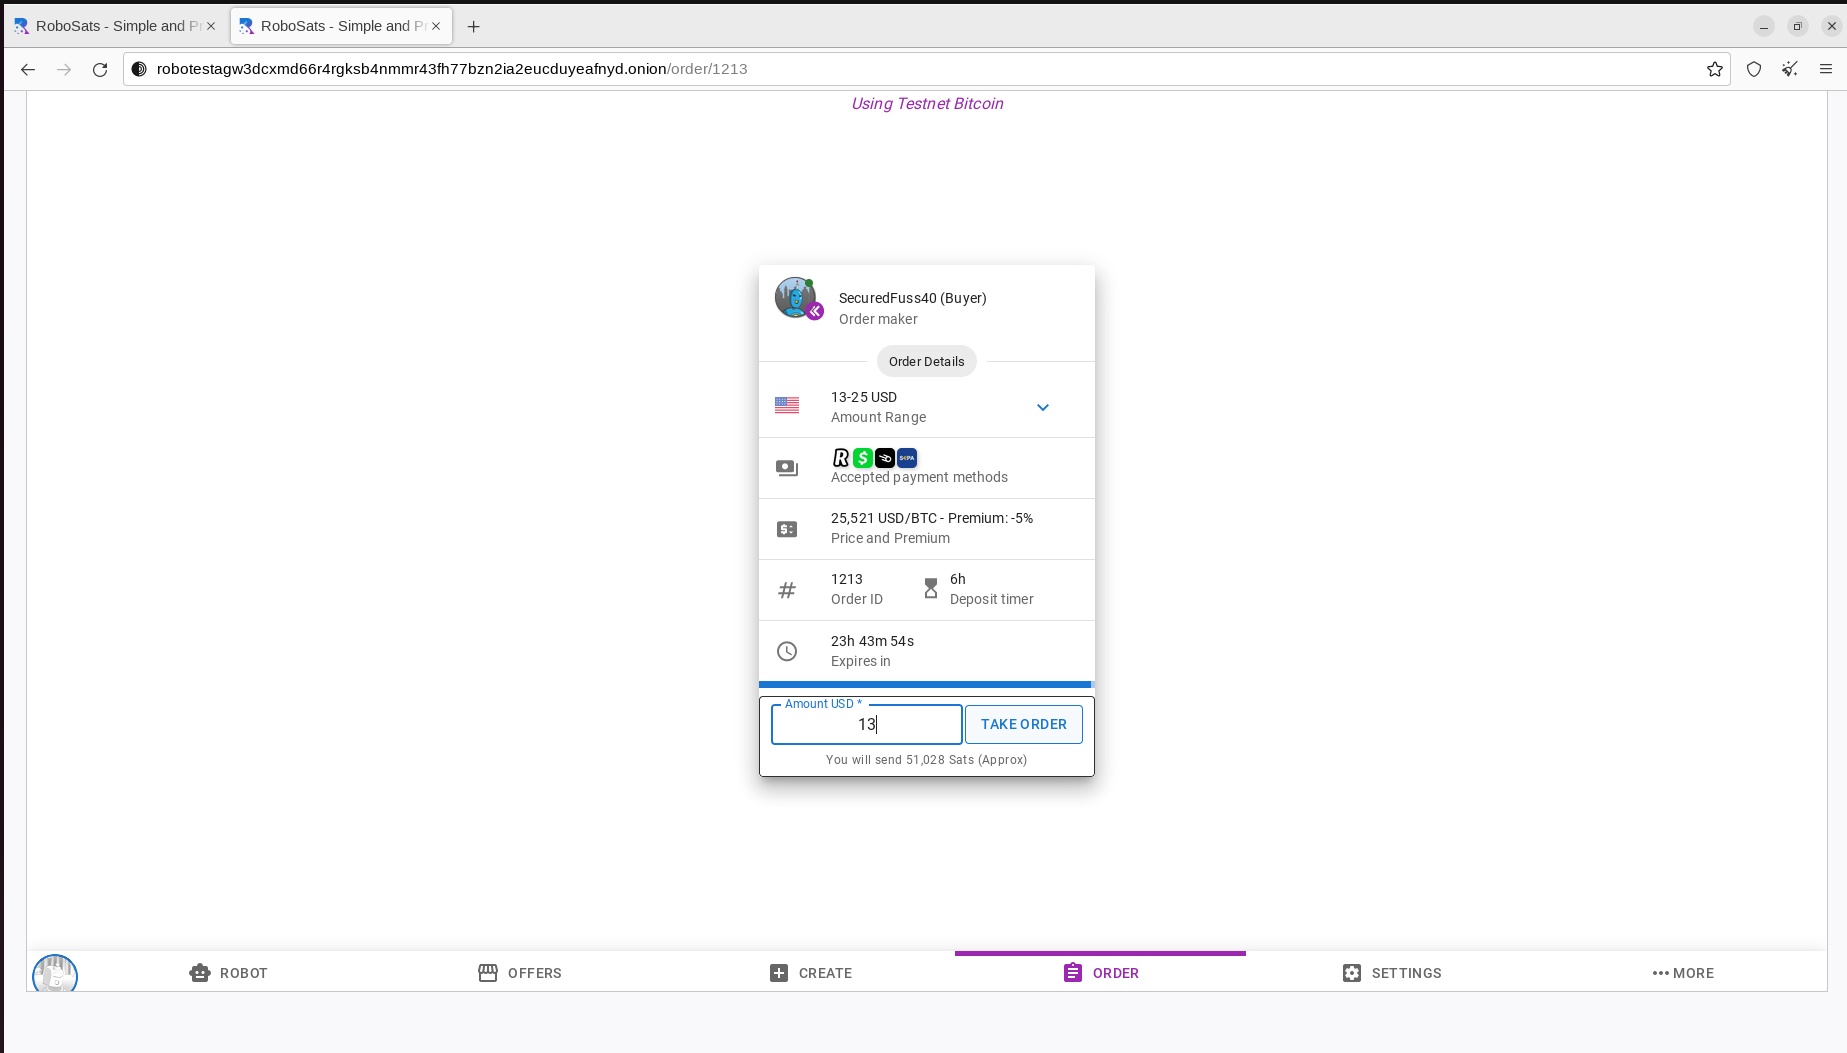 RoboSats - Simple and Pr
RoboSats - Simple and Pr
robotestagw3dcxmd66r4rgksb4nmmr43fh77bzn2ia2eucduyeafnyd.onion/order/1213
Using Testnet Bitcoin
SecuredFuss40 (Buyer)
Order maker
Order Details
13-25 USD
Amount Range
R $ S€PA
Accepted payment methods
25,521 USD/BTC - Premium: -5%
Price and Premium
1213 6h
Order ID Deposit timer
23h 43m 54s
Expires in
Amount USD *
13 TAKE ORDER
You will send 51,028 Sats (Approx)
ROBOT OFFERS CREATE ORDER SETTINGS MORE